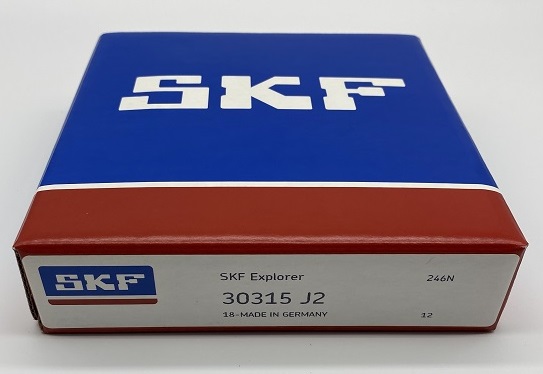 SKF
SKF
SKF Explorer
246N
30315 J2
18-MADE IN GERMANY
12